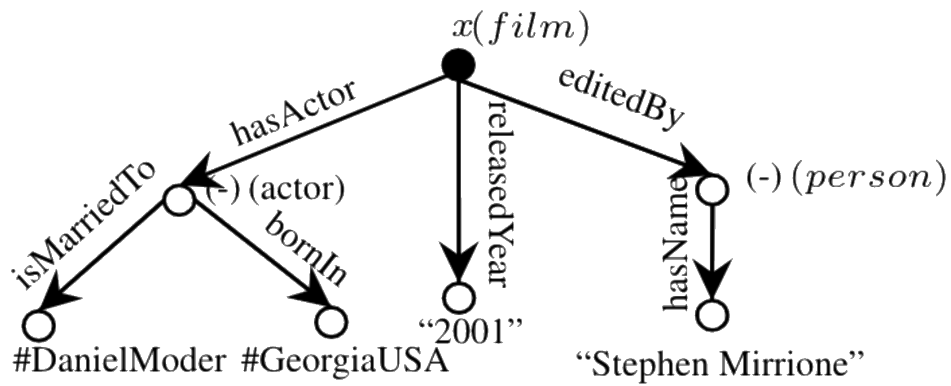 x(film)
hasActor
releasedYear
editedBy
isMarriedTo
(-) (actor)
bornIn
hasName
(-) (person)
#DanielModer
#GeorgiaUSA
“2001”
“Stephen Mirrione”